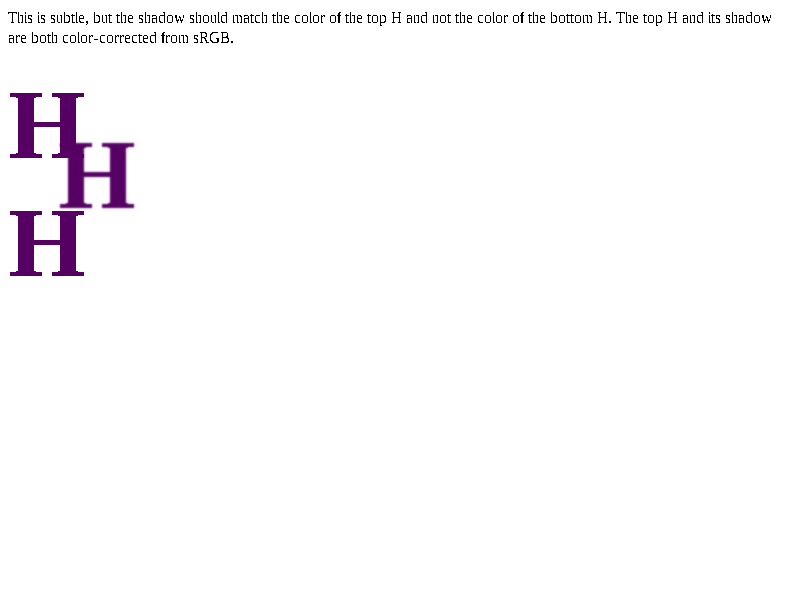 This is subtle, but the shadow should match the color of the top H and not the color of the bottom H. The top H and its shadow
are both color-corrected from sRGB.
H
H
H